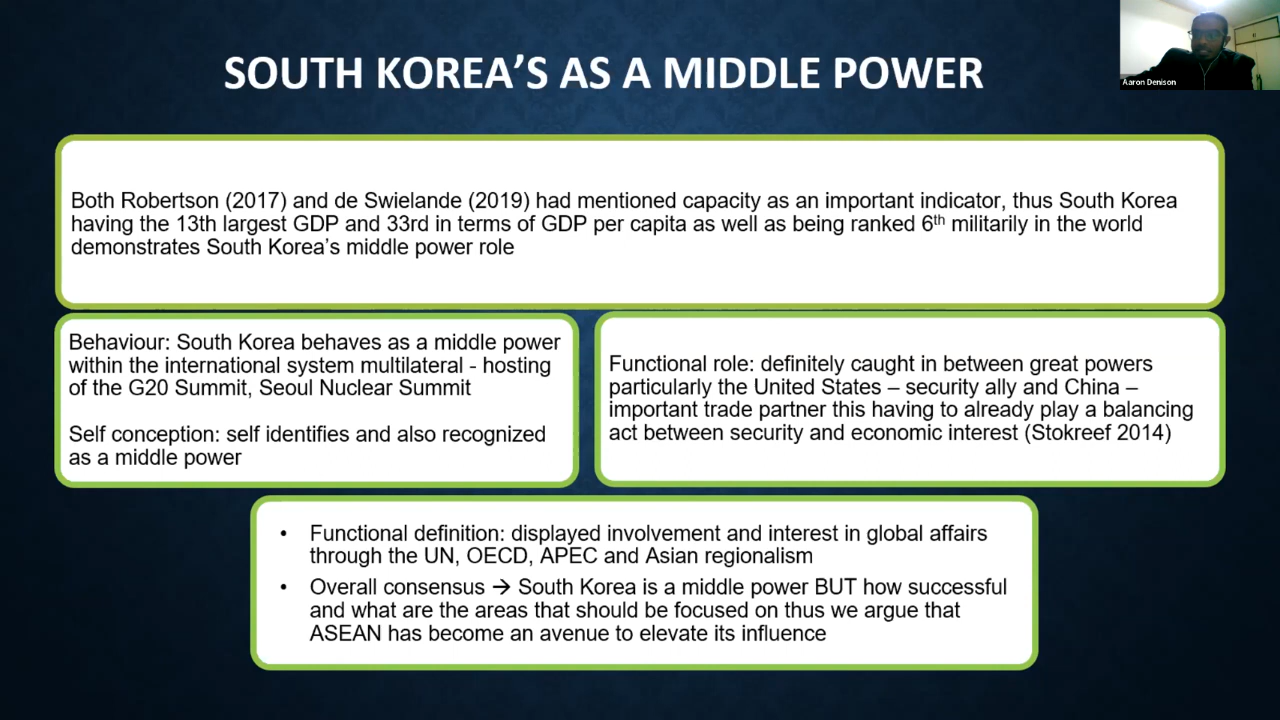 SOUTH KOREA'S AS A MIDDLE POWER
Aaron Denison
Both Robertson (2017) and de Swielande (2019) had mentioned capacity as an important indicator, thus South Korea
having the 13th largest GDP and 33rd in terms of GDP per capita as well as being ranked 6th militarily in the world
demonstrates South Korea's middle power role
Behaviour: South Korea behaves as a middle power
within the international system multilateral - hosting
of the G20 Summit, Seoul Nuclear Summit
Self conception: self identifies and also recognized
as a middle power
Functional role: definitely caught in between great powers
particularly the United States – security ally and China –
important trade partner this having to already play a balancing
act between security and economic interest (Stokreef 2014)
• Functional definition: displayed involvement and interest in global affairs
through the UN, OECD, APEC and Asian regionalism
• Overall consensus → South Korea is a middle power BUT how successful
and what are the areas that should be focused on thus we argue that
ASEAN has become an avenue to elevate its influence